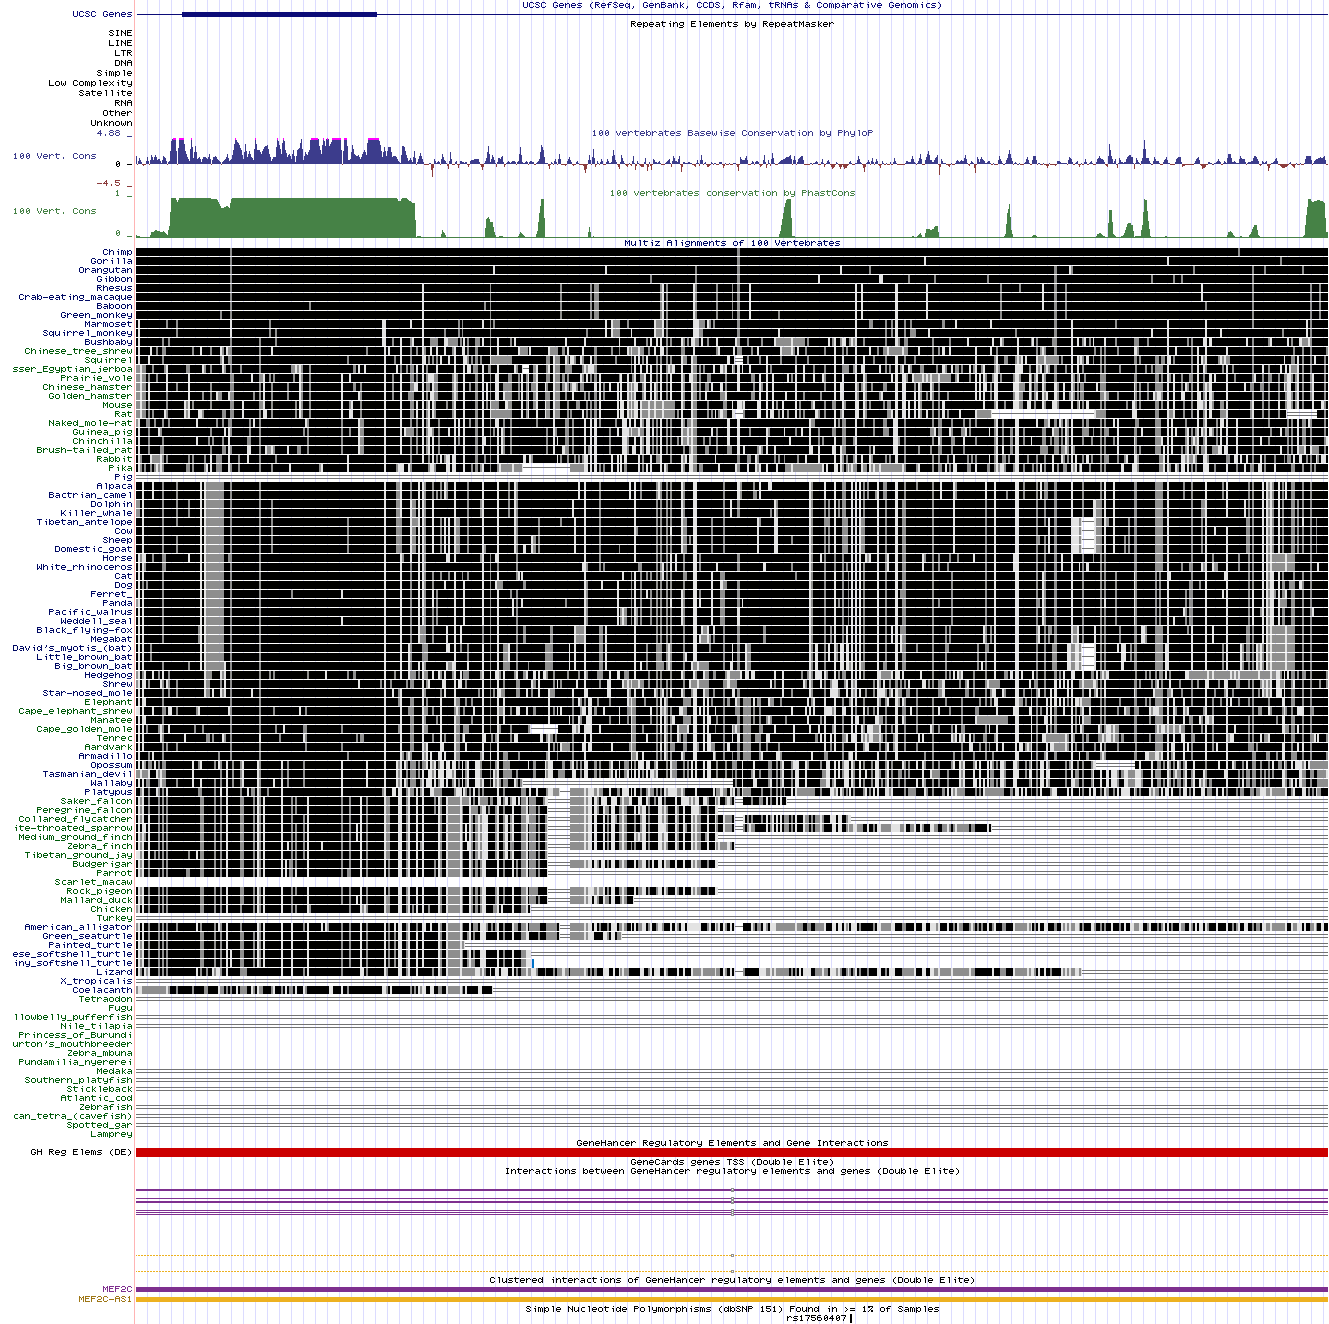 UCSC Genes (RefSeq, GenBank, CCDS, Rfam, tRNAs & Comparative Genomics)
UCSC Genes
Repeating Elements by RepeatMasker
SINE
LINE
LTR
DNA
Simple
Low Complexity
Satellite
RNA
Other
Unknown
4.88 _
100 vertebrates Basewise Conservation by PhyloP
100 Vert. Cons
0 _
-4.5 _
1 _
100 vertebrates conservation by PhastCons
100 Vert. Cons
0 _
Multiz Alignments of 100 Vertebrates
Chimp
Gorilla
Orangutan
Gibbon
Rhesus
Crab-eating_macaque
Baboon
Green_monkey
Marmoset
Squirrel_monkey
Bushbaby
Chinese_tree_shrew
Squirrel
sser_Egyptian_jerboa
Prairie_vole
Chinese_hamster
Golden_hamster
Mouse
Rat
Naked_mole-rat
Guinea_pig
Chinchilla
Brush-tailed_rat
Rabbit
Pika
Pig
Alpaca
Bactrian_camel
Dolphin
Killer_whale
Tibetan_antelope
Cow
Sheep
Domestic_goat
Horse
White_rhinoceros
Cat
Dog
Ferret_
Panda
Pacific_walrus
Weddell_seal
Black_flying-fox
Megabat
David's_myotis_(bat)
Little_brown_bat
Big_brown_bat
Hedgehog
Shrew
Star-nosed_mole
Elephant
Cape_elephant_shrew
Manatee
Cape_golden_mole
Tenrec
Aardvark
Armadillo
Opossum
Tasmanian_devil
Wallaby
Platypus
Saker_falcon
Peregrine_falcon
Collared_flycatcher
ite-throated_sparrow
Medium_ground_finch
Zebra_finch
Tibetan_ground_jay
Budgerigar
Parrot
Scarlet_macaw
Rock_pigeon
Mallard_duck
Chicken
Turkey
American_alligator
Green_seaturtle
Painted_turtle
ese_softshell_turtle
iny_softshell_turtle
Lizard
X_tropicalis
Coelacanth
Tetraodon
Fugu
llowbelly_pufferfish
Nile_tilapia
Princess_of_Burundi
urton's_mouthbreeder
Zebra_mbuna
Pundamilia_nyererei
Medaka
Southern_platyfish
Stickleback
Atlantic_cod
Zebrafish
can_tetra_(cavefish)
Spotted_gar
Lamprey
GeneHancer Regulatory Elements and Gene Interactions
GH Reg Elems (DE)
GeneCards genes TSS (Double Elite)
Interactions between GeneHancer regulatory elements and genes (Double Elite)
Clustered interactions of GeneHancer regulatory elements and genes (Double Elite)
MEF2C
MEF2C-AS1
Simple Nucleotide Polymorphisms (dbSNP 151) Found in >= 1% of Samples
rs17560407